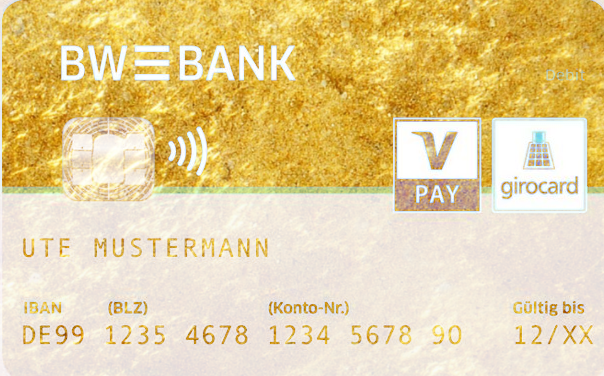 BW BANK
Debit
V PAY
girocard
UTE MUSTERMANN
IBAN (BLZ) (Konto-Nr.) Gültig bis
DE99 1235 4678 1234 5678 90 12/XX